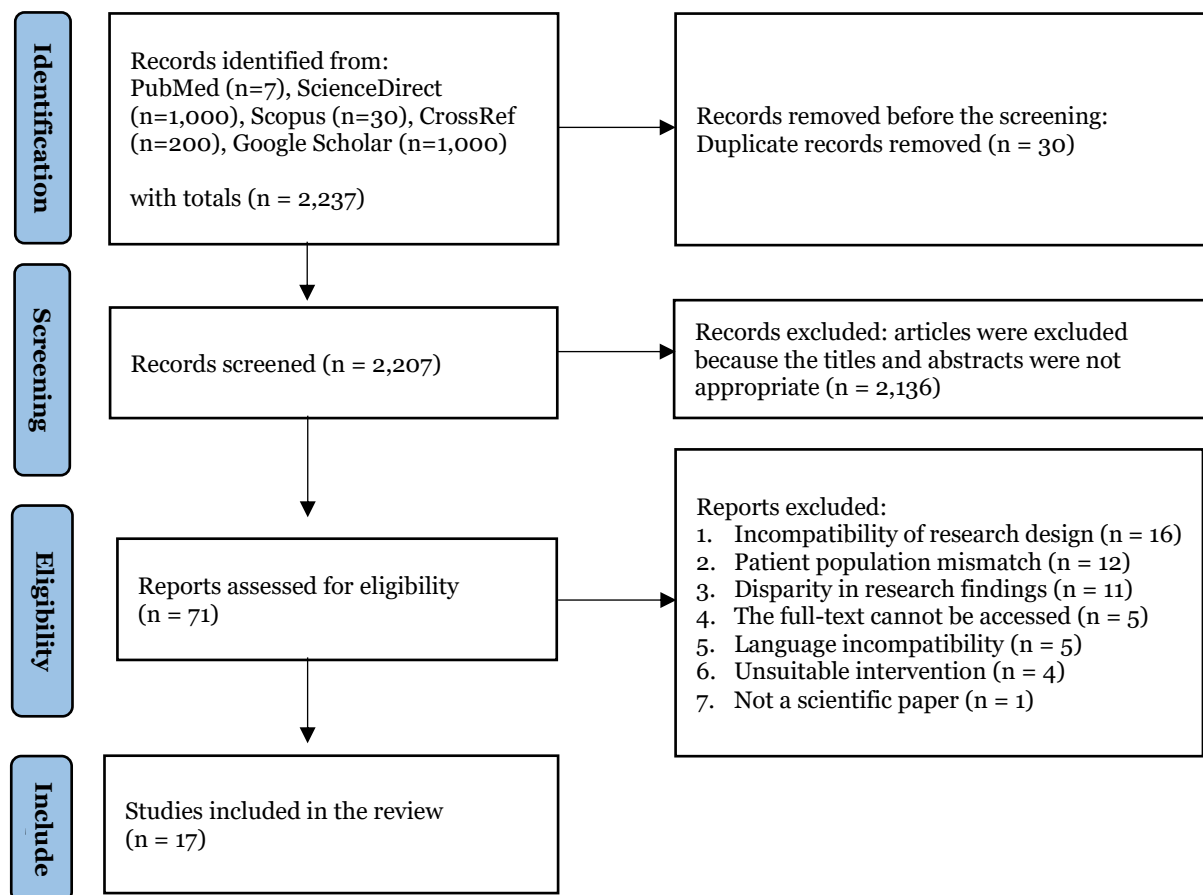 Identification
Records identified from:
PubMed (n=7), ScienceDirect
(n=1,000), Scopus (n=30), CrossRef
(n=200), Google Scholar (n=1,000)
with totals (n = 2,237)
Records removed before the screening:
Duplicate records removed (n = 30)
Screening
Records screened (n = 2,207)
Records excluded: articles were excluded
because the titles and abstracts were not
appropriate (n = 2,136)
Eligibility
Reports assessed for eligibility
(n = 71)
Reports excluded:
1. Incompatibility of research design (n = 16)
2. Patient population mismatch (n = 12)
3. Disparity in research findings (n = 11)
4. The full-text cannot be accessed (n = 5)
5. Language incompatibility (n = 5)
6. Unsuitable intervention (n = 4)
7. Not a scientific paper (n = 1)
Include
Studies included in the review
(n = 17)